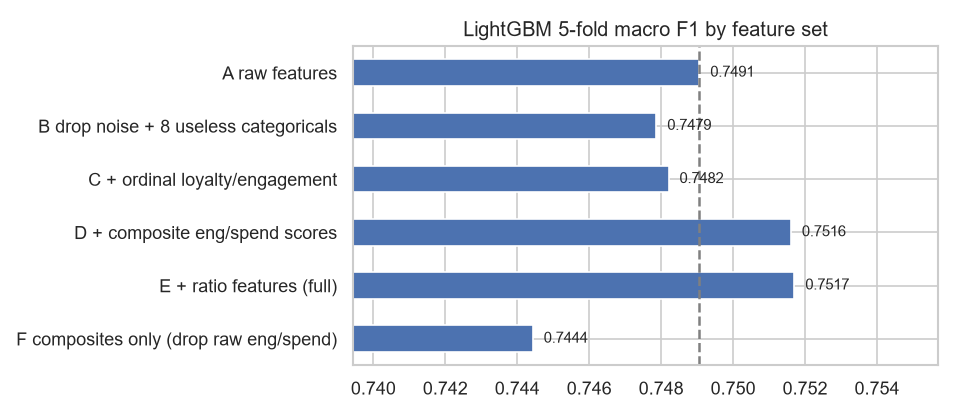 LightGBM 5-fold macro F1 by feature set
A raw features
0.7491
B drop noise + 8 useless categoricals
0.7479
C + ordinal loyalty/engagement
0.7482
D + composite eng/spend scores
0.7516
E + ratio features (full)
0.7517
F composites only (drop raw eng/spend)
0.7444
0.740 0.742 0.744 0.746 0.748 0.750 0.752 0.754